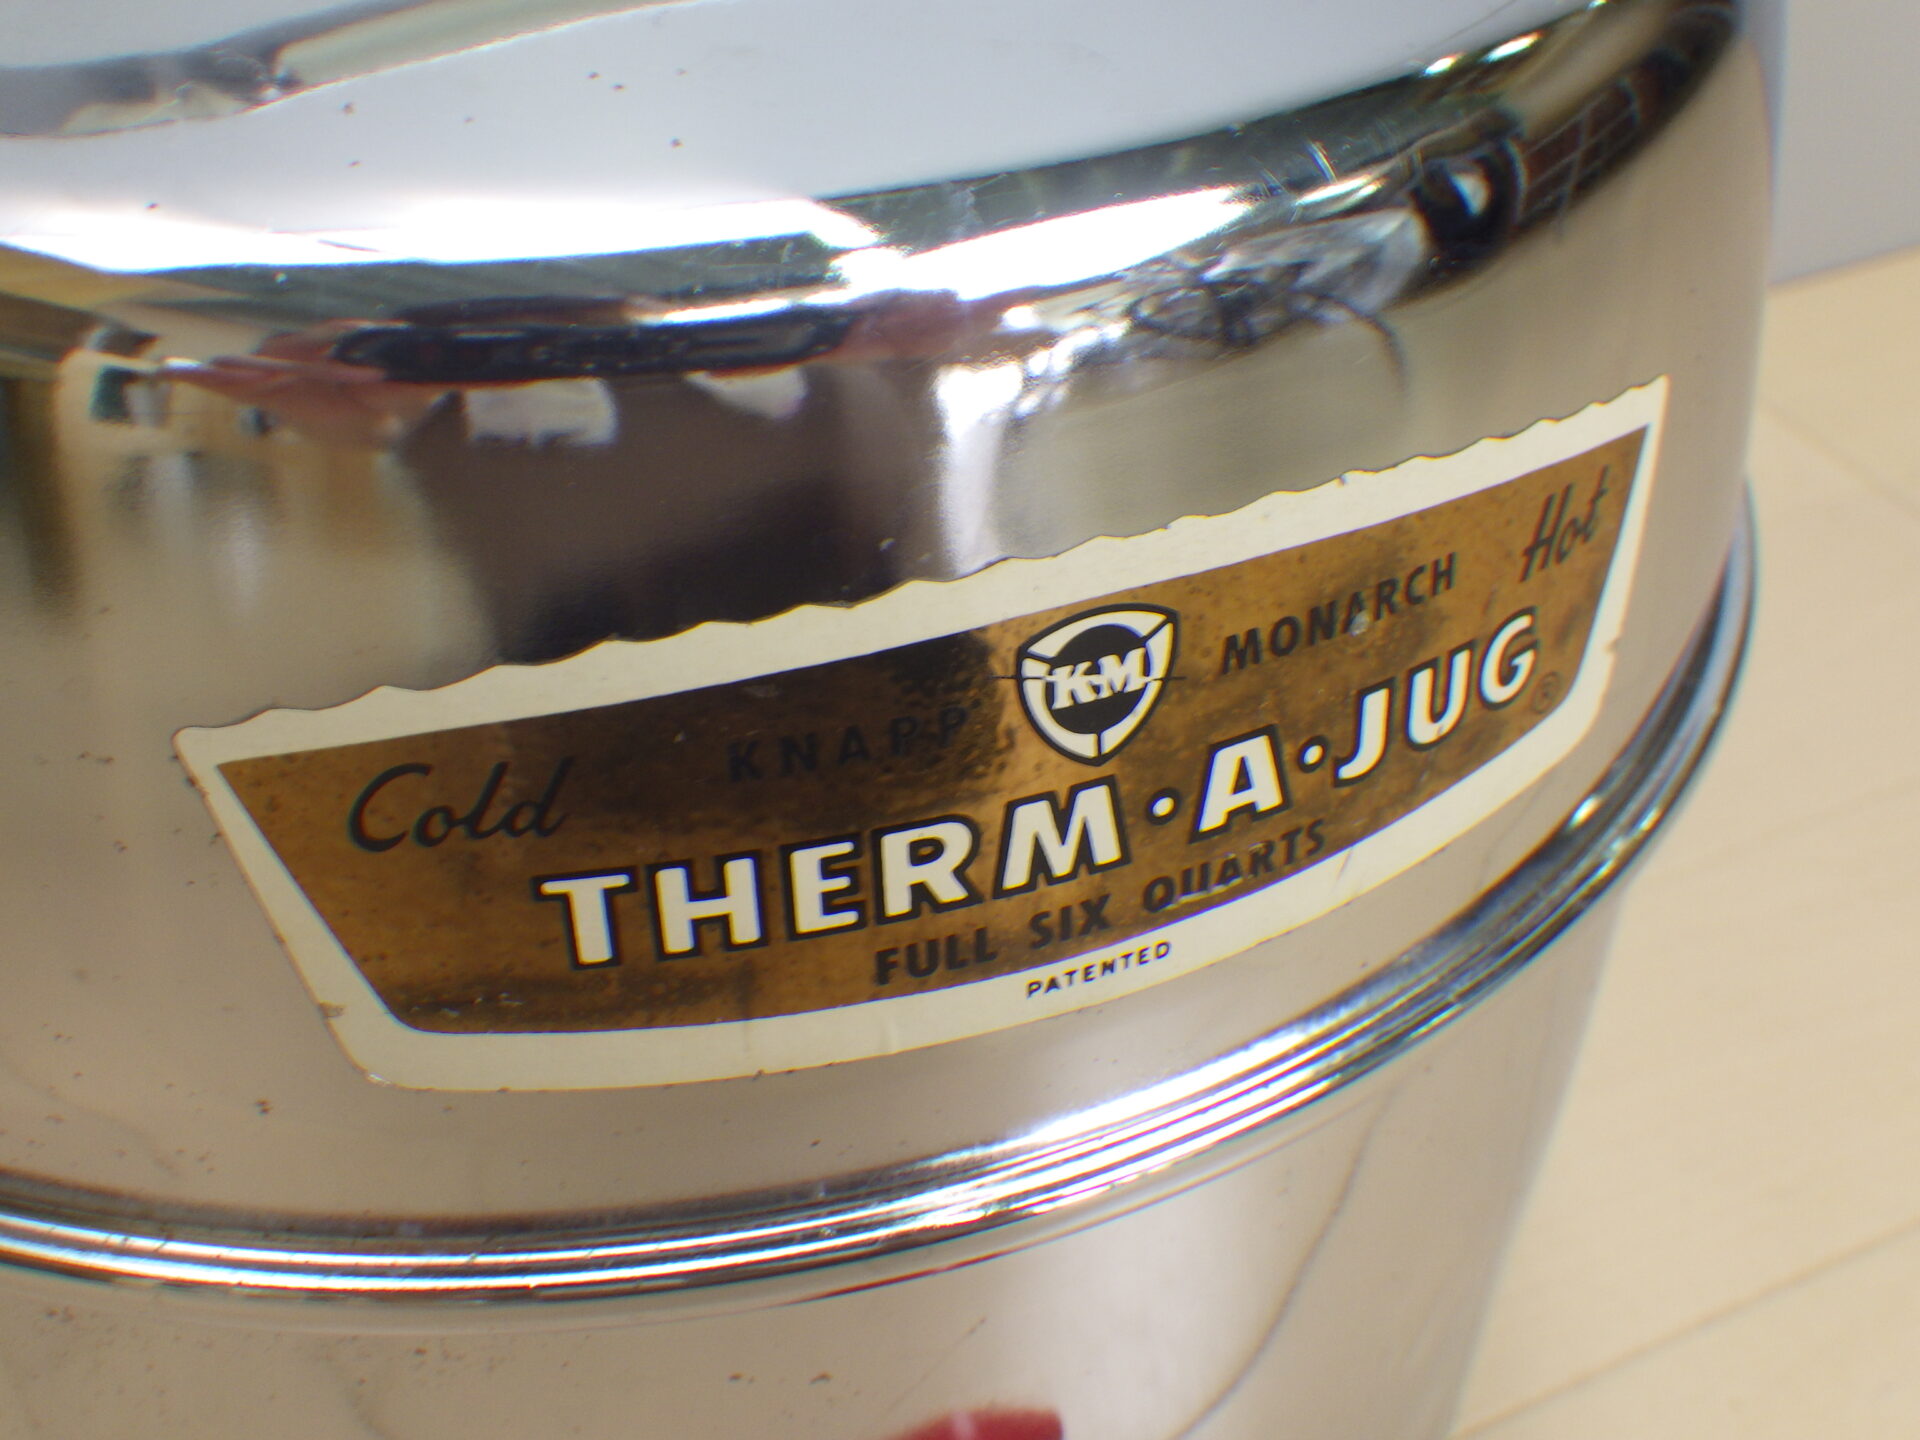 Cold KNAPP K-M MONARCH Hot
THERM·A·JUG®
FULL SIX QUARTS
PATENTED